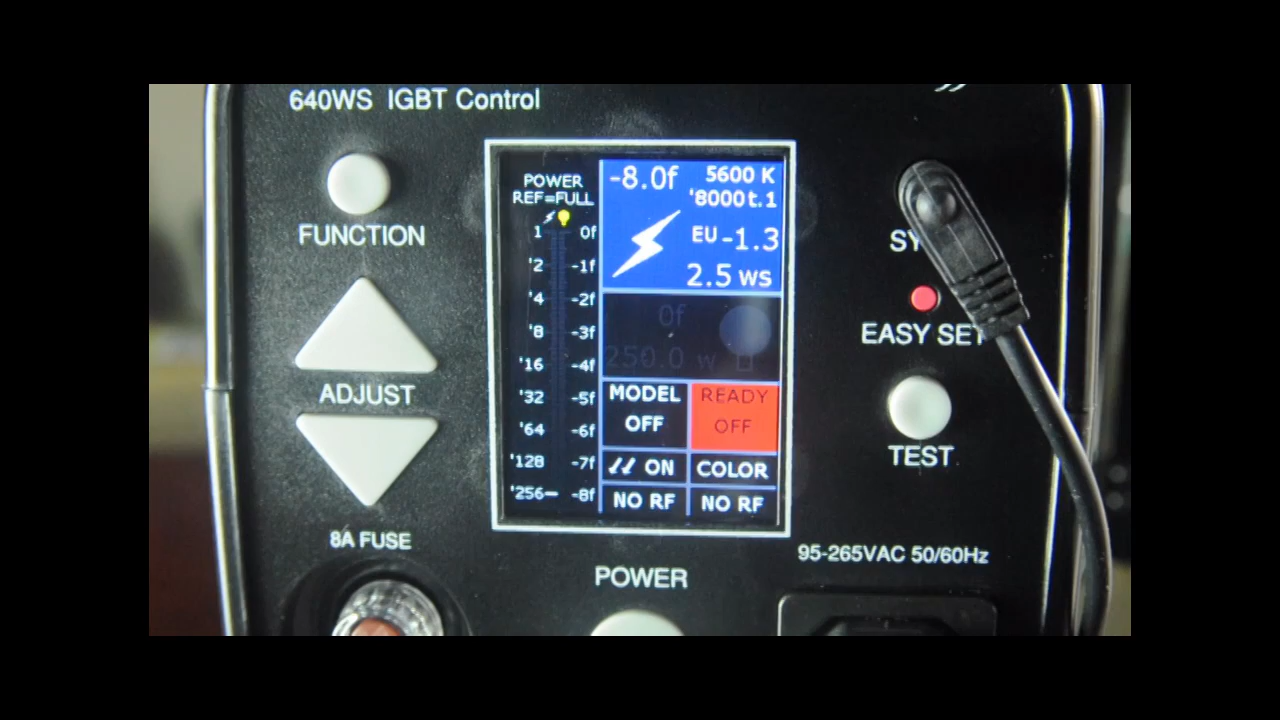 640WS IGBT Control
FUNCTION
ADJUST
8A FUSE
POWER
REF=FULL
1 0f
'2 -1f
'4 -2f
'8 -3f
'16 -4f
'32 -5f
'64 -6f
'128 -7f
'256 -8f
-8.0f 5600 K
'8000t.1
EU -1.3
2.5 ws
0f
250.0 w
MODEL
OFF
READY
OFF
ON
COLOR
NO RF
NO RF
EASY SET
TEST
POWER
95-265VAC 50/60Hz